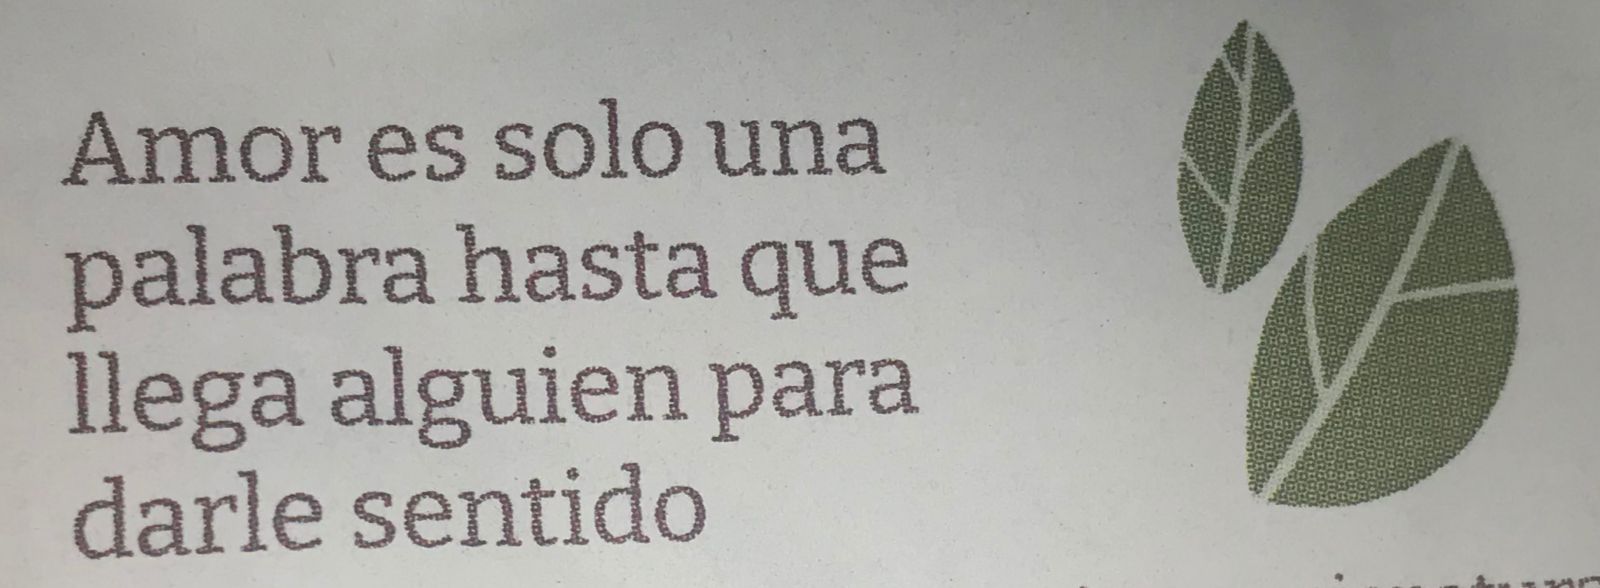 Amor es solo una
palabra hasta que
llega alguien para
darle sentido